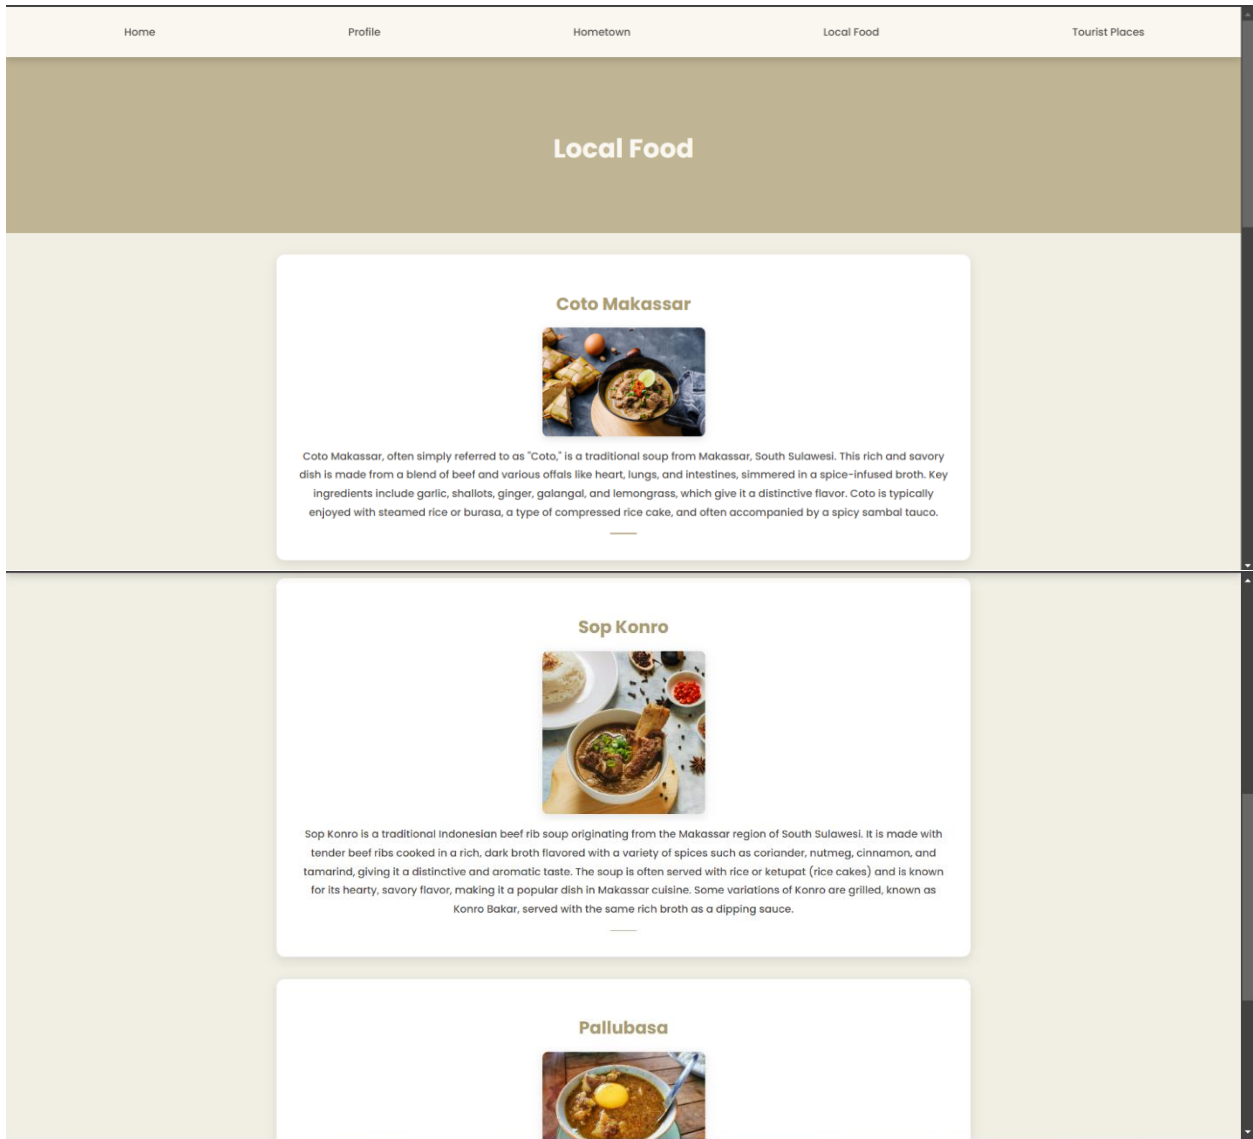 Home
Profile
Hometown
Local Food
Tourist Places
Local Food
Coto Makassar
Coto Makassar, often simply referred to as "Coto," is a traditional soup from Makassar, South Sulawesi. This rich and savory
dish is made from a blend of beef and various offals like heart, lungs, and intestines, simmered in a spice-infused broth. Key
ingredients include garlic, shallots, ginger, galangal, and lemongrass, which give it a distinctive flavor. Coto is typically
enjoyed with steamed rice or burasa, a type of compressed rice cake, and often accompanied by a spicy sambal tauco.
Sop Konro
Sop Konro is a traditional Indonesian beef rib soup originating from the Makassar region of South Sulawesi. It is made with
tender beef ribs cooked in a rich, dark broth flavored with a variety of spices such as coriander, nutmeg, cinnamon, and
tamarind, giving it a distinctive and aromatic taste. The soup is often served with rice or ketupat (rice cakes) and is known
for its hearty, savory flavor, making it a popular dish in Makassar cuisine. Some variations of Konro are grilled, known as
Konro Bakar, served with the same rich broth as a dipping sauce.
Pallubasa